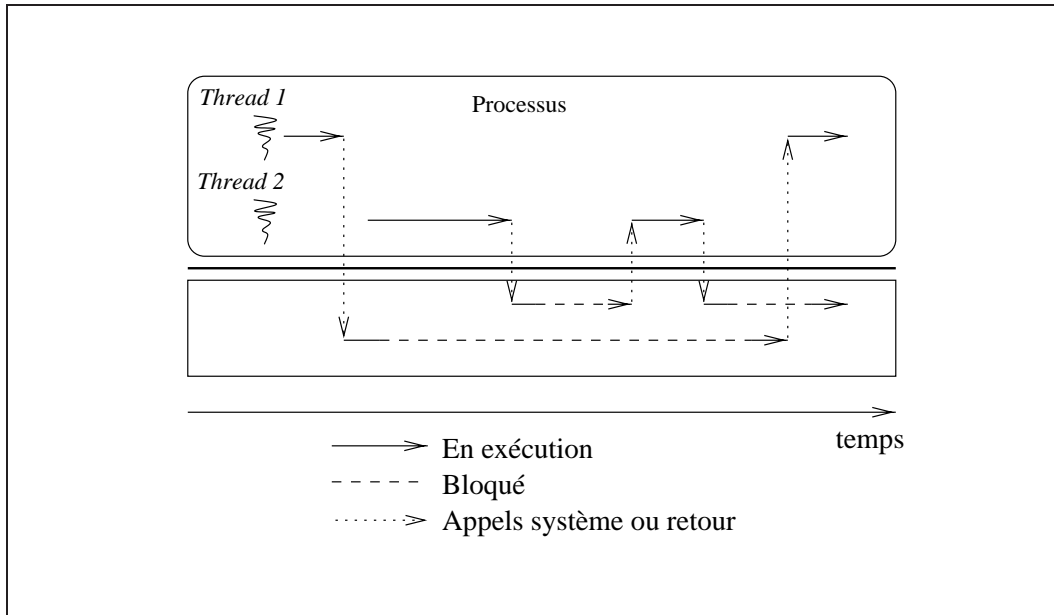 Thread 1
Processus
Thread 2
temps
En exécution
Bloqué
Appels système ou retour